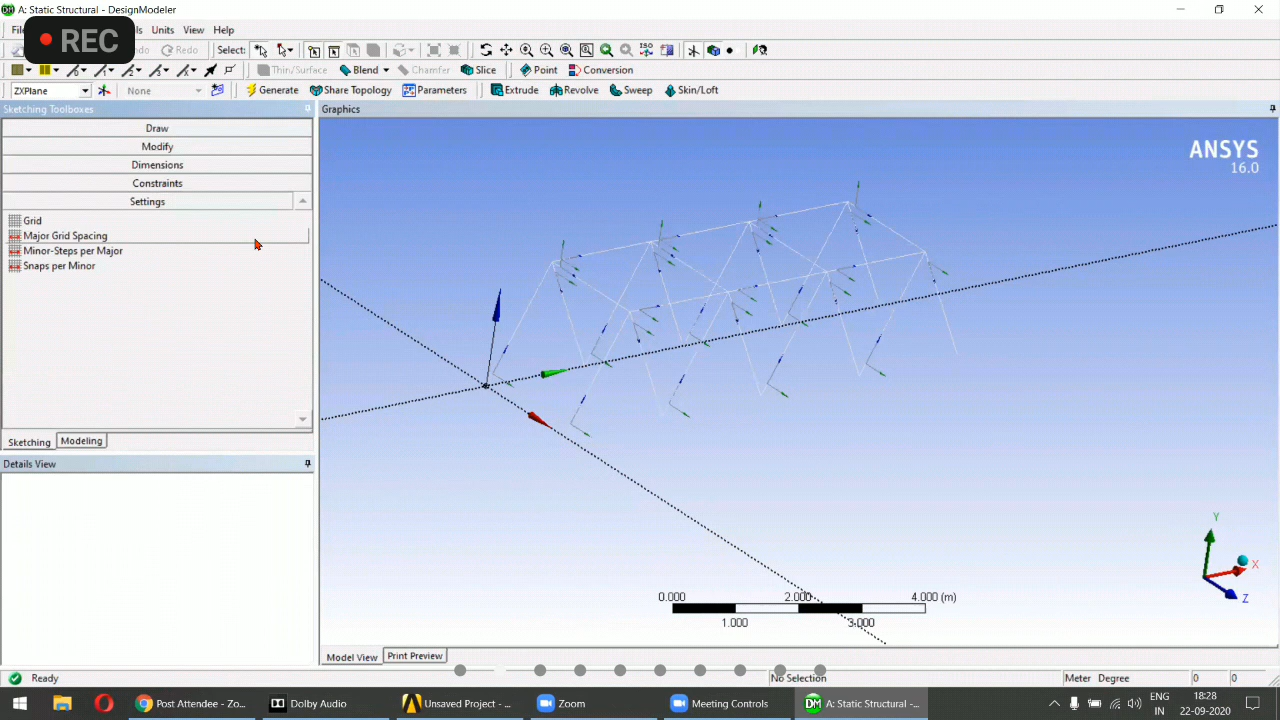 A: Static Structural - DesignModeler
REC
Units View Help
Redo Select: ISO
Thin/Surface Blend Chamfer Slice Point Conversion
ZXPlane None Generate Share Topology Parameters Extrude Revolve Sweep Skin/Loft
Sketching Toolboxes
Graphics
Draw
Modify
Dimensions
Constraints
Settings
Grid
Major Grid Spacing
Minor-Steps per Major
Snaps per Minor
ANSYS
16.0
Sketching Modeling
Details View
Y
X
Z
0.000 2.000 4.000 (m)
1.000 3.000
Model View Print Preview
Ready No Selection Meter Degree 0 0
Post Attendee - Zo... Dolby Audio Unsaved Project - ... Zoom Meeting Controls A: Static Structural -... ENG 18:28
IN 22-09-2020